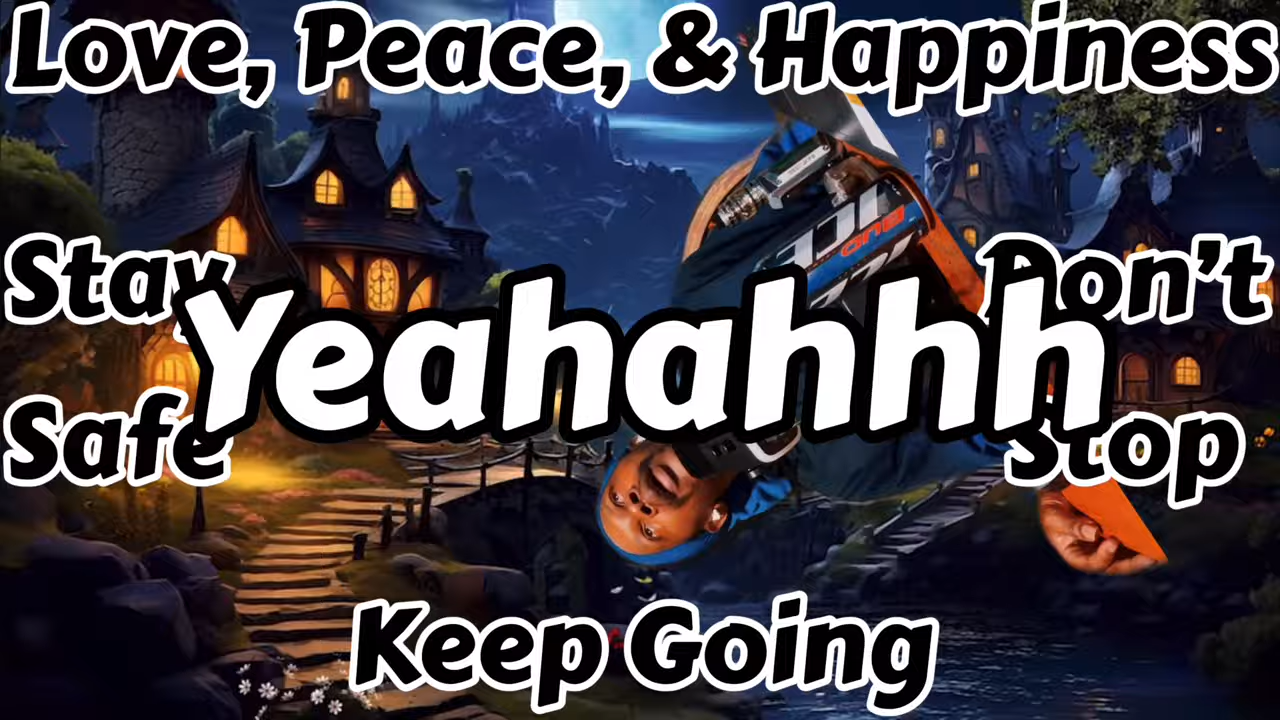 Love, Peace, & Happiness
Stay
Don't
Yeahahhh
Safe
Stop
Keep Going